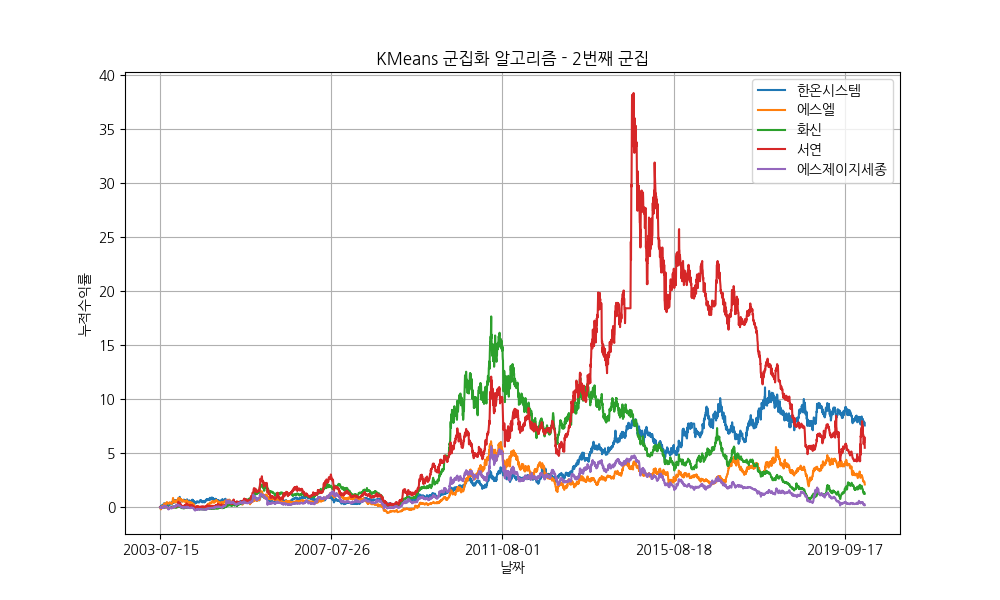 KMeans 군집화 알고리즘 - 2번째 군집
40
35
30
25
20
15
10
5
0
누적수익률
한온시스템
에스엘
화신
서연
에스제이지세종
2003-07-15
2007-07-26
2011-08-01
2015-08-18
2019-09-17
날짜